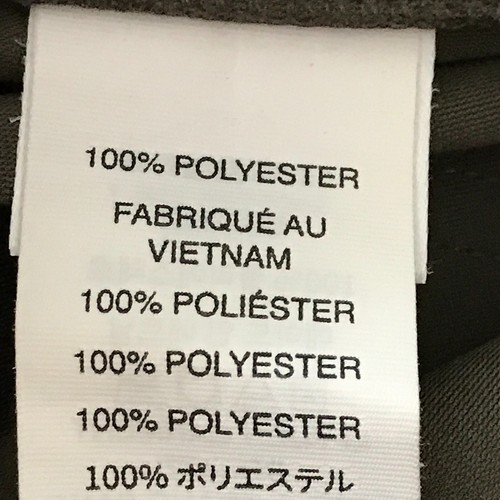 100% POLYESTER
FABRIQUÉ AU
VIETNAM
100% POLIÉSTER
100% POLYESTER
100% POLYESTER
100% ポリエステル